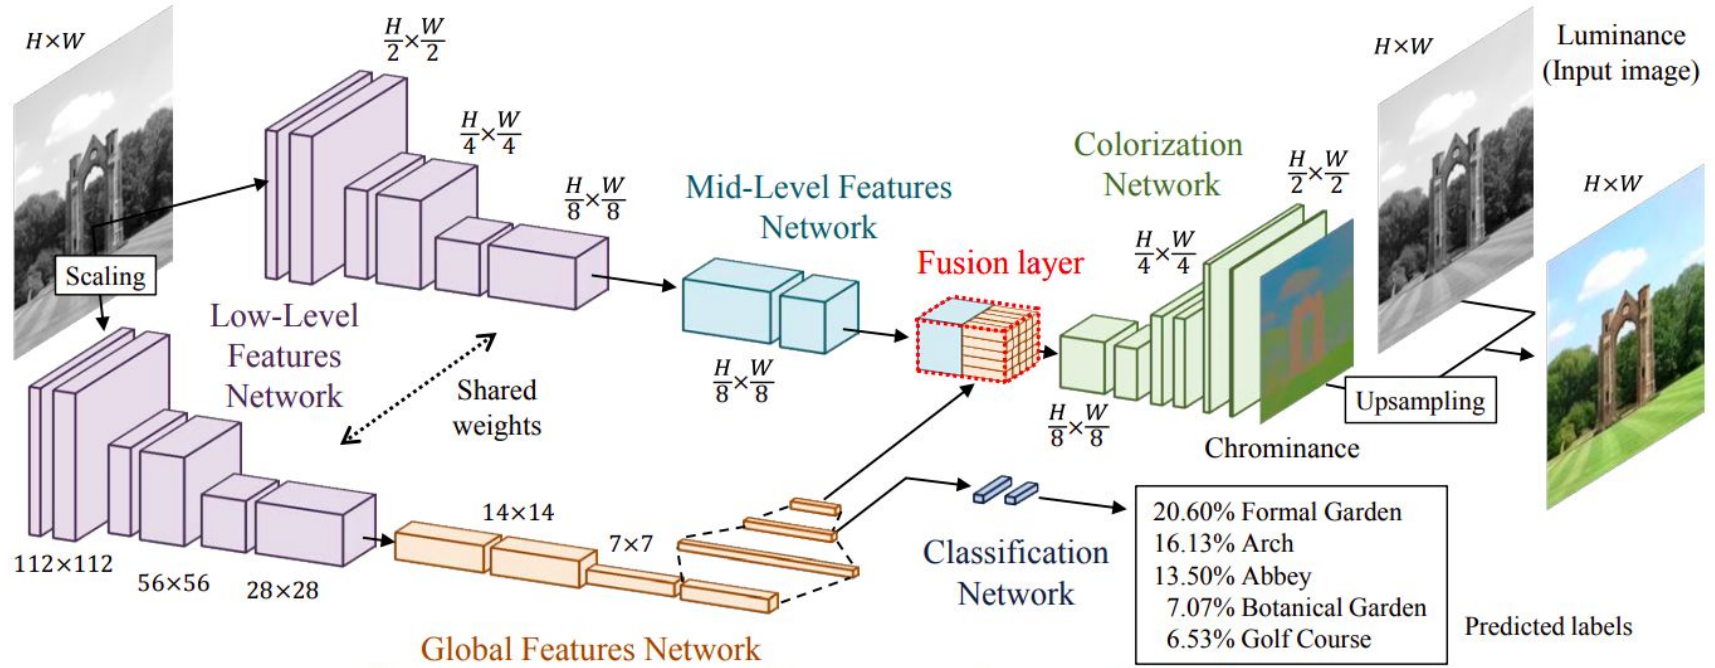 H×W
H/2×W/2
H/4×W/4
H/8×W/8
Scaling
Low-Level
Features
Network
Shared
weights
112×112
56×56
28×28
14×14
7×7
Global Features Network
Mid-Level Features
Network
H/8×W/8
Fusion layer
Colorization
Network
H/8×W/8
H/4×W/4
H/2×W/2
Chrominance
H×W
Luminance
(Input image)
H×W
Upsampling
Classification
Network
20.60% Formal Garden
16.13% Arch
13.50% Abbey
7.07% Botanical Garden
6.53% Golf Course
Predicted labels